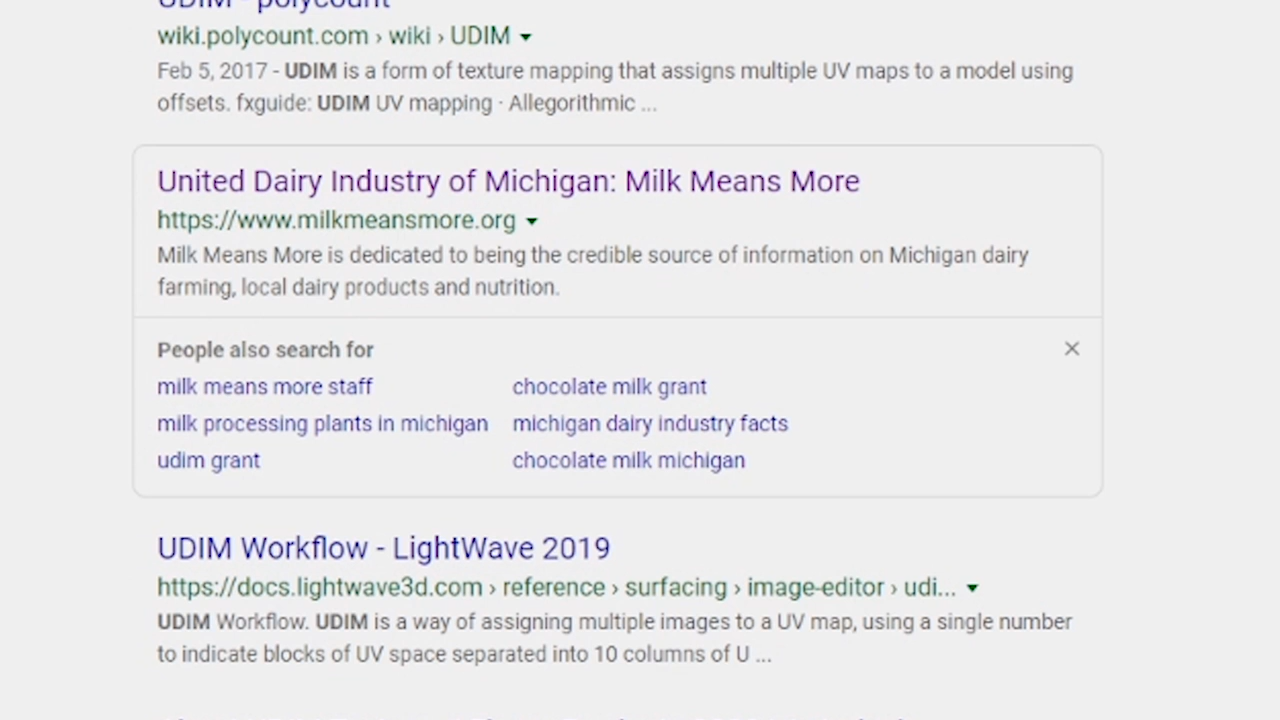 UDIM - polycount
wiki.polycount.com › wiki › UDIM
Feb 5, 2017 - UDIM is a form of texture mapping that assigns multiple UV maps to a model using
offsets. fxguide: UDIM UV mapping · Allegorithmic ...
United Dairy Industry of Michigan: Milk Means More
https://www.milkmeansmore.org
Milk Means More is dedicated to being the credible source of information on Michigan dairy
farming, local dairy products and nutrition.
People also search for
milk means more staff
chocolate milk grant
milk processing plants in michigan
michigan dairy industry facts
udim grant
chocolate milk michigan
UDIM Workflow - LightWave 2019
https://docs.lightwave3d.com › reference › surfacing › image-editor › udi...
UDIM Workflow. UDIM is a way of assigning multiple images to a UV map, using a single number
to indicate blocks of UV space separated into 10 columns of U ...